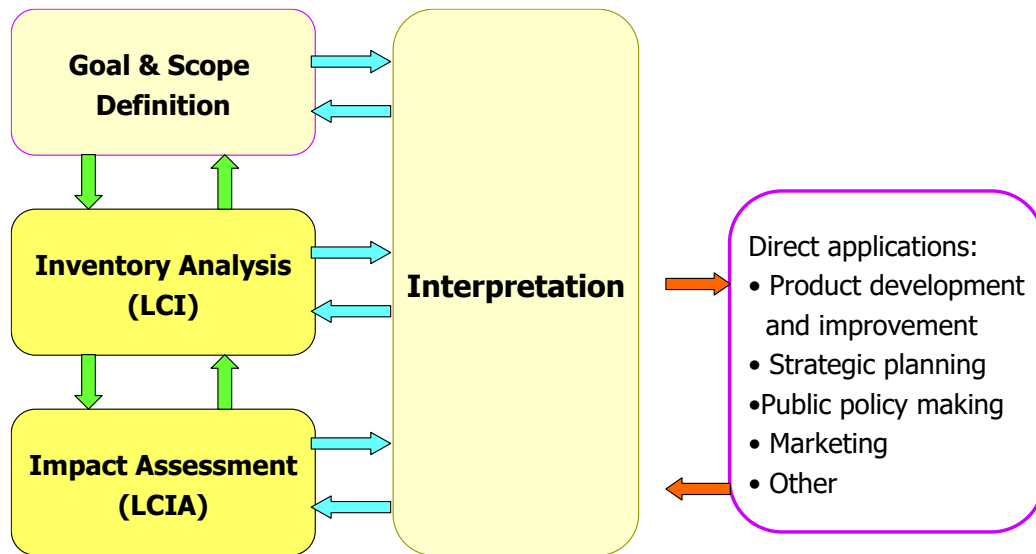 Goal & Scope
Definition
Inventory Analysis
(LCI)
Impact Assessment
(LCIA)
Interpretation
Direct applications:
• Product development
and improvement
• Strategic planning
•Public policy making
• Marketing
• Other